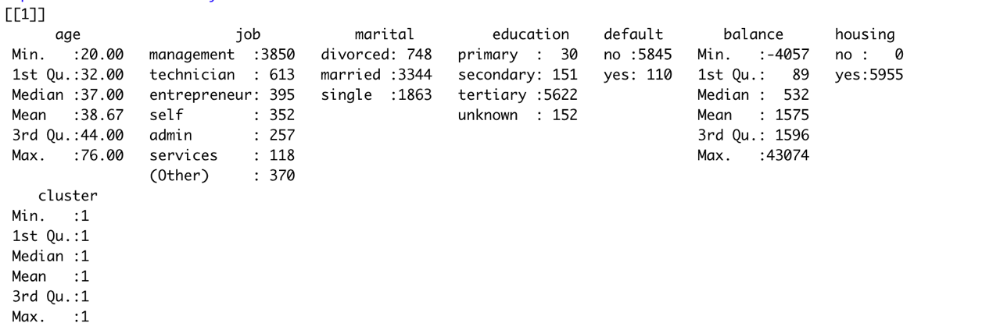 [[1]]
      age                  job           marital         education    default       balance      housing
 Min.   :20.00   management  :3850   divorced: 748   primary  :  30   no :5845   Min.   :-4057   no :   0
 1st Qu.:32.00   technician  : 613   married :3344   secondary: 151   yes: 110   1st Qu.:   89   yes:5955
 Median :37.00   entrepreneur: 395   single  :1863   tertiary :5622              Median :  532
 Mean   :38.67   self        : 352                   unknown  : 152              Mean   : 1575
 3rd Qu.:44.00   admin       : 257                                               3rd Qu.: 1596
 Max.   :76.00   services    : 118                                               Max.   :43074
                 (Other)     : 370
    cluster
 Min.   :1
 1st Qu.:1
 Median :1
 Mean   :1
 3rd Qu.:1
 Max.   :1